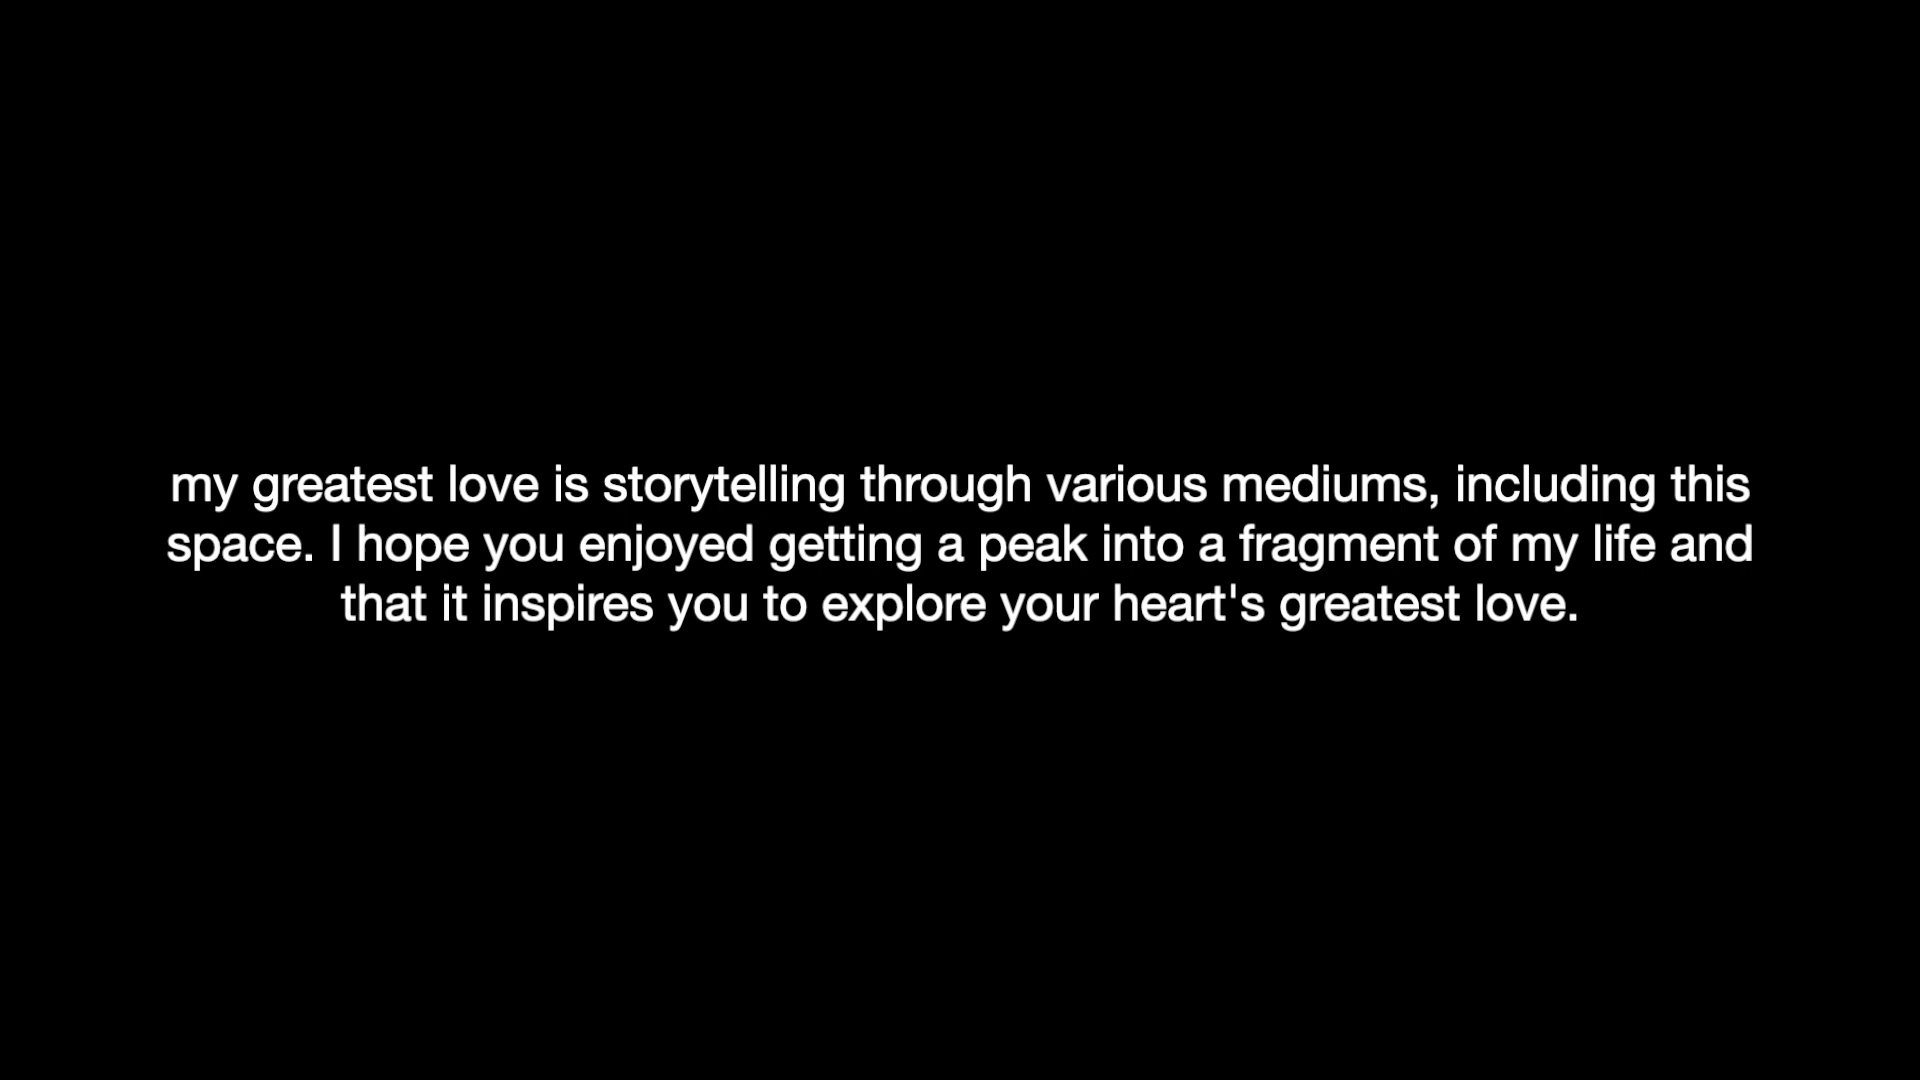 my greatest love is storytelling through various mediums, including this
space. I hope you enjoyed getting a peak into a fragment of my life and
that it inspires you to explore your heart's greatest love.